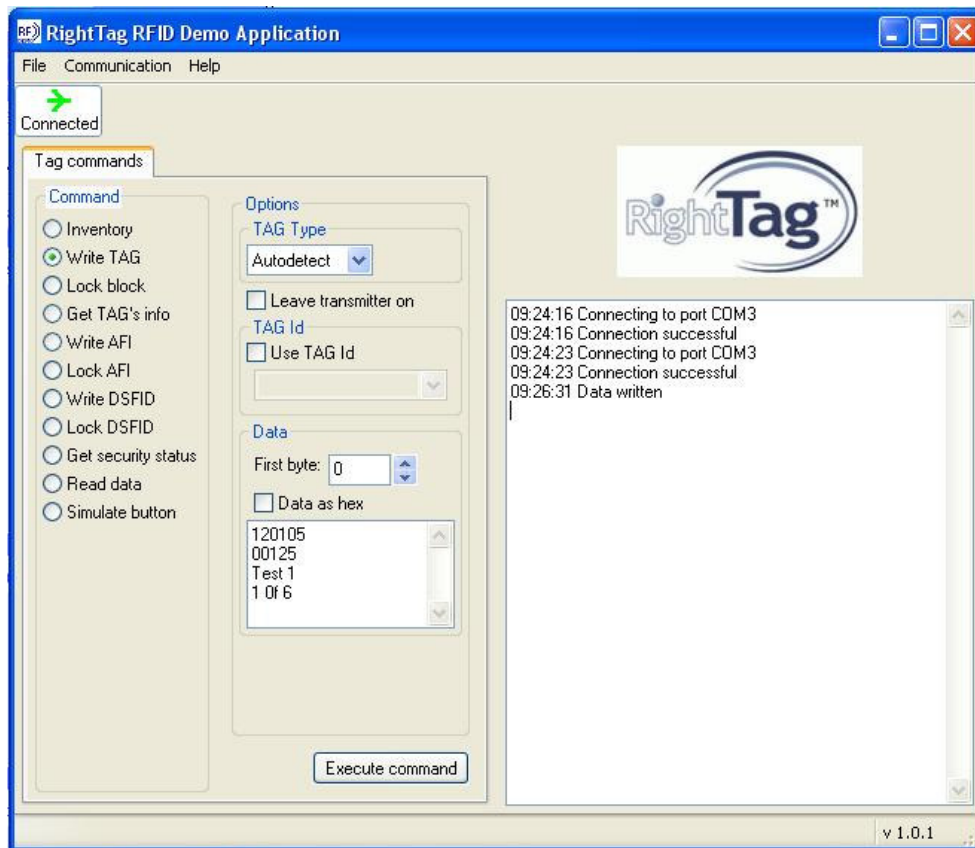 RF RightTag RFID Demo Application
File Communication Help
Connected
Tag commands
Command
Inventory
Write TAG
Lock block
Get TAG's info
Write AFI
Lock AFI
Write DSFID
Lock DSFID
Get security status
Read data
Simulate button
Options
TAG Type
Autodetect
Leave transmitter on
TAG Id
Use TAG Id
Data
First byte: 0
Data as hex
120105
00125
Test 1
1 Of 6
Execute command
RightTag™
09:24:16 Connecting to port COM3
09:24:16 Connection successful
09:24:23 Connecting to port COM3
09:24:23 Connection successful
09:26:31 Data written
v 1.0.1